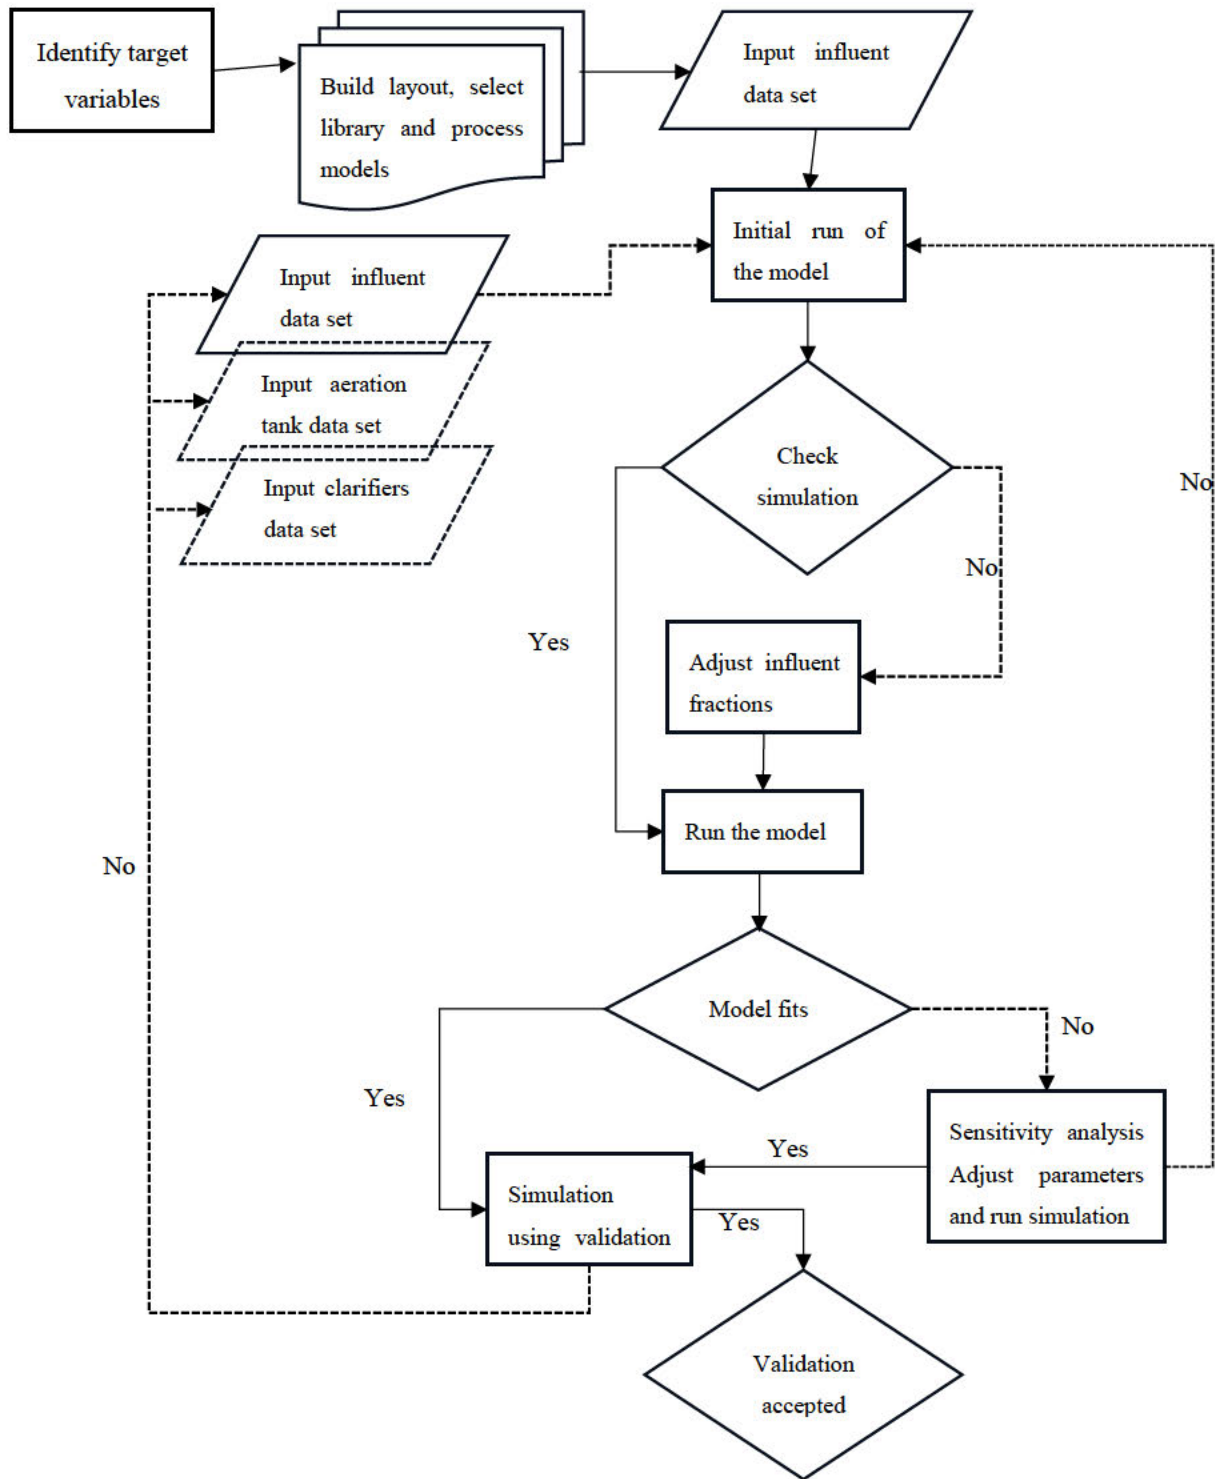 Identify target
variables
Build layout, select
library and process
models
Input influent
data set
Initial run of
the model
Input influent
data set
Input aeration
tank data set
Input clarifiers
data set
Check
simulation
No
No
Yes
Adjust influent
fractions
Run the model
No
Model fits
No
Yes
Sensitivity analysis
Adjust parameters
and run simulation
Yes
Simulation
using validation
Yes
Validation
accepted